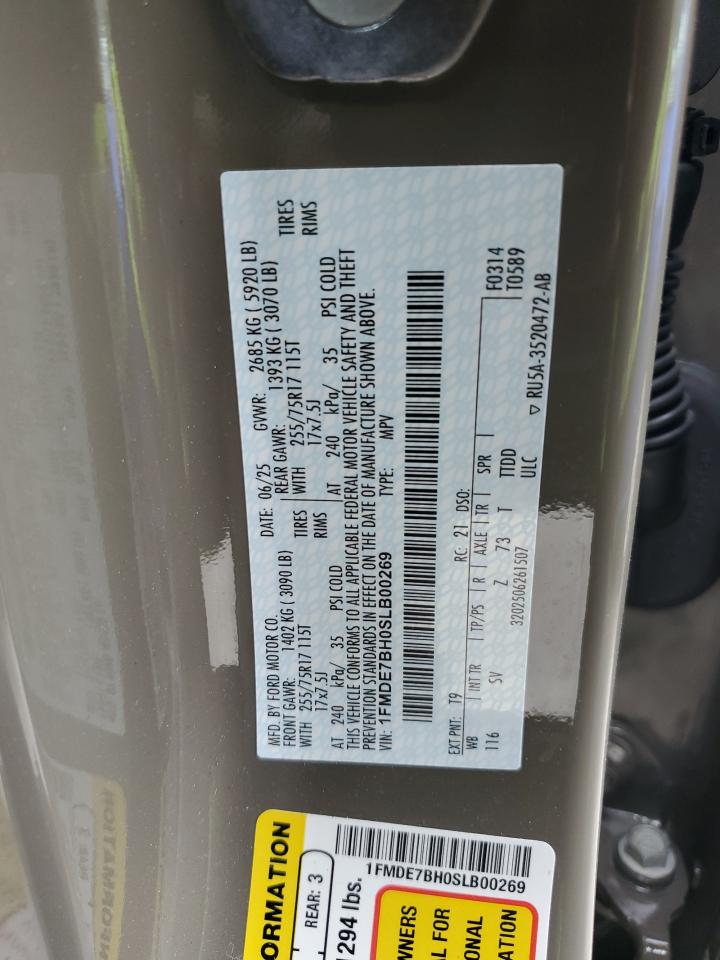 MFD. BY FORD MOTOR CO.
DATE: 06/25
GVWR: 2685 KG ( 5920 LB)
FRONT GAWR: 1402 KG ( 3090 LB)
REAR GAWR: 1393 KG ( 3070 LB)
WITH 255/75R17 115T TIRES
WITH 255/75R17 115T TIRES
17x7.5J RIMS
17x7.5J RIMS
AT 240 kPa/ 35 PSI COLD
AT 240 kPa/ 35 PSI COLD
THIS VEHICLE CONFORMS TO ALL APPLICABLE FEDERAL MOTOR VEHICLE SAFETY AND THEFT
PREVENTION STANDARDS IN EFFECT ON THE DATE OF MANUFACTURE SHOWN ABOVE.
VIN: 1FMDE7BH0SLB00269
TYPE: MPV
EXT PNT: T9 RC: 21 DSO:
WB INT TR TP/PS R AXLE TR SPR F0314
116 SV Z 73 T TTDD T0589
3202506261507 ULC
▽ RU5A-3520472-AB
ORMATION
REAR: 3
1294 lbs.
1FMDE7BH0SLB00269
WNERS
L FOR
ONAL
ATION